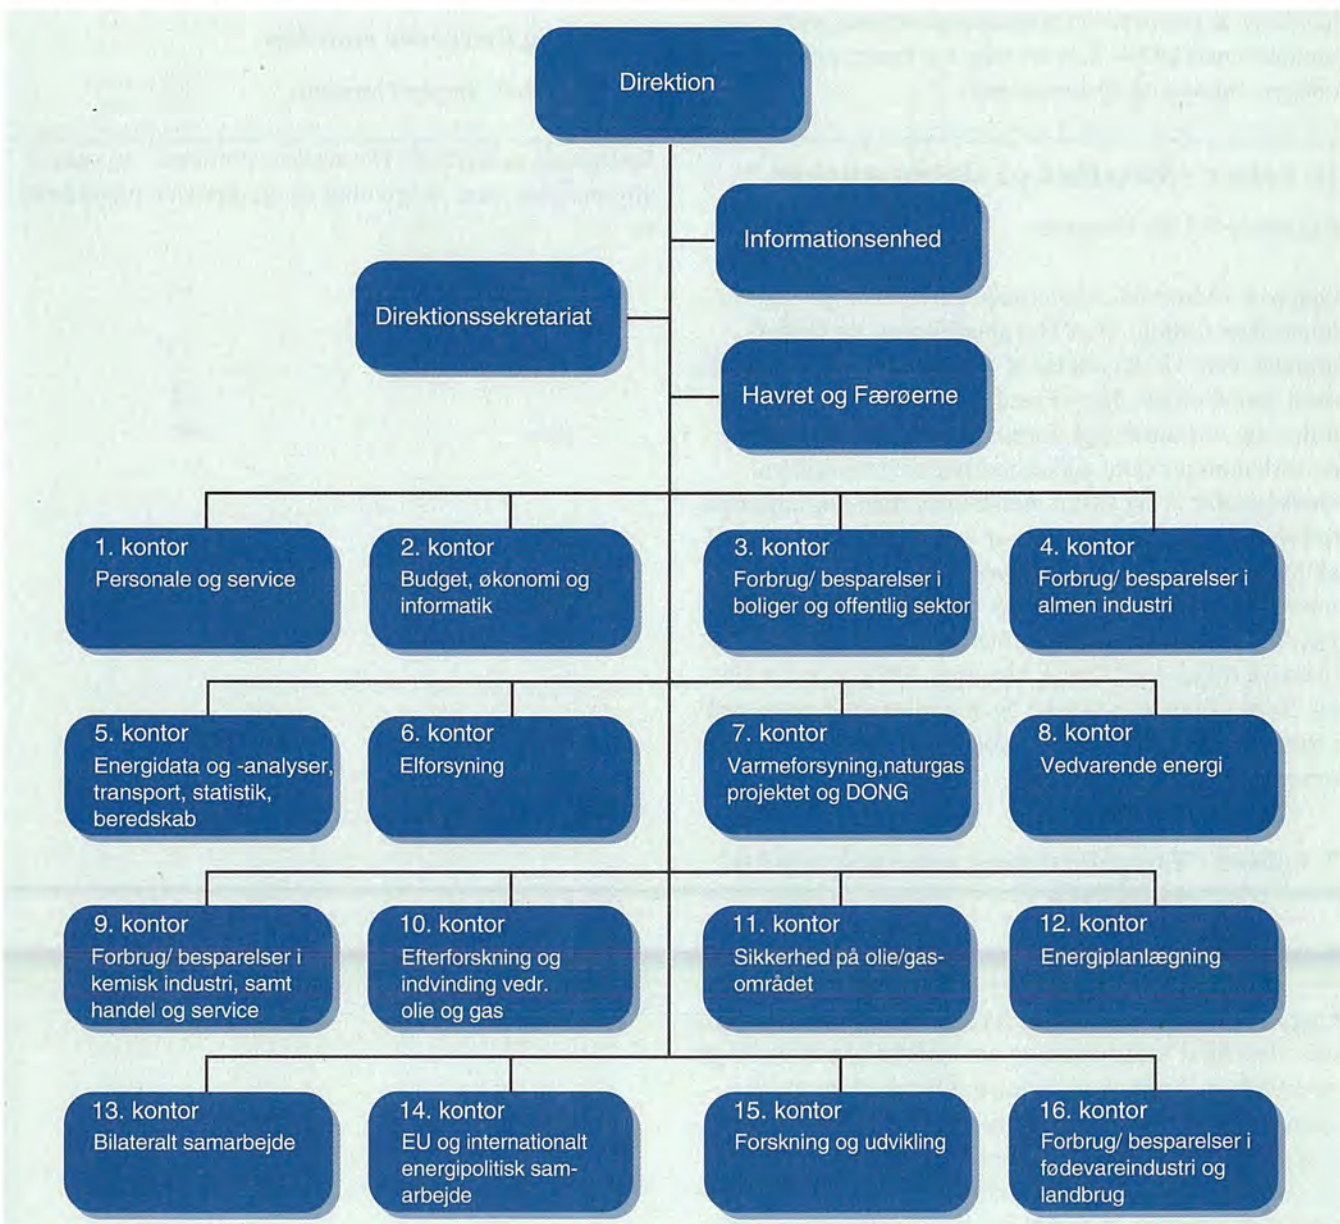 Direktion
Informationsenhed
Direktionssekretariat
Havret og Færøerne
1. kontor
Personale og service
2. kontor
Budget, økonomi og
informatik
3. kontor
Forbrug/ besparelser i
boliger og offentlig sektor
4. kontor
Forbrug/ besparelser i
almen industri
5. kontor
Energidata og -analyser,
transport, statistik,
beredskab
6. kontor
Elforsyning
7. kontor
Varmeforsyning,naturgas
projektet og DONG
8. kontor
Vedvarende energi
9. kontor
Forbrug/ besparelser i
kemisk industri, samt
handel og service
10. kontor
Efterforskning og
indvinding vedr.
olie og gas
11. kontor
Sikkerhed på olie/gas-
området
12. kontor
Energiplanlægning
13. kontor
Bilateralt samarbejde
14. kontor
EU og internationalt
energipolitisk sam-
arbejde
15. kontor
Forskning og udvikling
16. kontor
Forbrug/ besparelser i
fødevareindustri og
landbrug